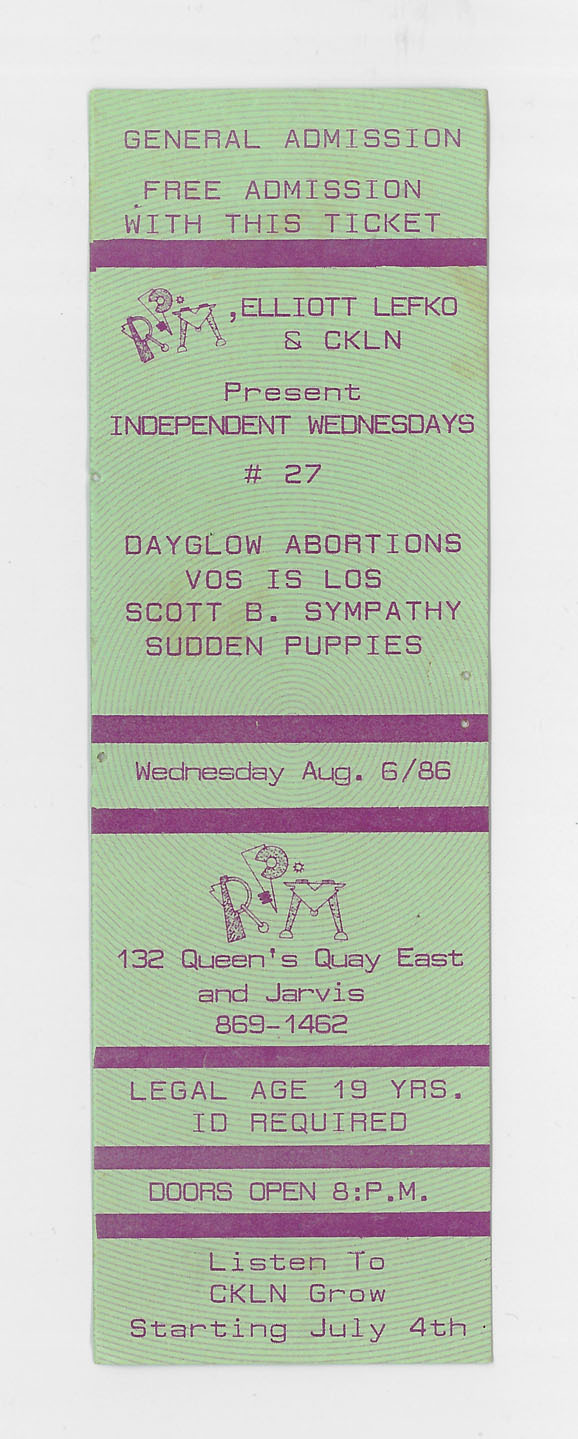 GENERAL ADMISSION
FREE ADMISSION
WITH THIS TICKET
RPM, ELLIOTT LEFKO
& CKLN
Present
INDEPENDENT WEDNESDAYS
# 27
DAYGLOW ABORTIONS
VOS IS LOS
SCOTT B. SYMPATHY
SUDDEN PUPPIES
Wednesday Aug. 6/86
RPM
132 Queen's Quay East
and Jarvis
869-1462
LEGAL AGE 19 YRS.
ID REQUIRED
DOORS OPEN 8:P.M.
Listen To
CKLN Grow
Starting July 4th